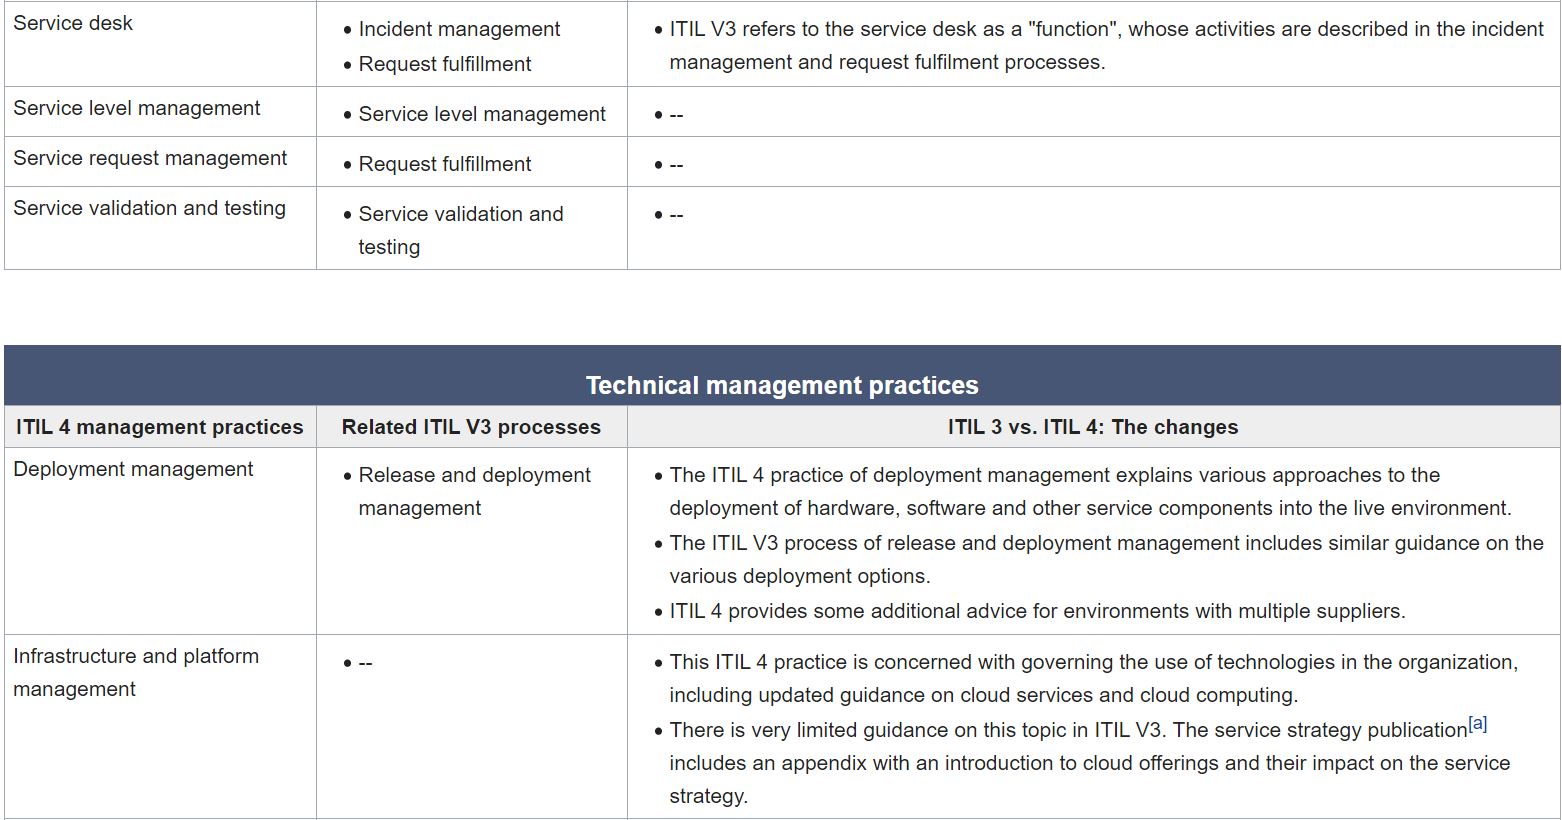 Service desk
• Incident management
• Request fulfillment
• ITIL V3 refers to the service desk as a "function", whose activities are described in the incident
management and request fulfilment processes.
Service level management
• Service level management
• --
Service request management
• Request fulfillment
• --
Service validation and testing
• Service validation and
testing
• --
Technical management practices
ITIL 4 management practices
Related ITIL V3 processes
ITIL 3 vs. ITIL 4: The changes
Deployment management
• Release and deployment
management
• The ITIL 4 practice of deployment management explains various approaches to the
deployment of hardware, software and other service components into the live environment.
• The ITIL V3 process of release and deployment management includes similar guidance on the
various deployment options.
• ITIL 4 provides some additional advice for environments with multiple suppliers.
Infrastructure and platform
management
• --
• This ITIL 4 practice is concerned with governing the use of technologies in the organization,
including updated guidance on cloud services and cloud computing.
• There is very limited guidance on this topic in ITIL V3. The service strategy publication[a]
includes an appendix with an introduction to cloud offerings and their impact on the service
strategy.